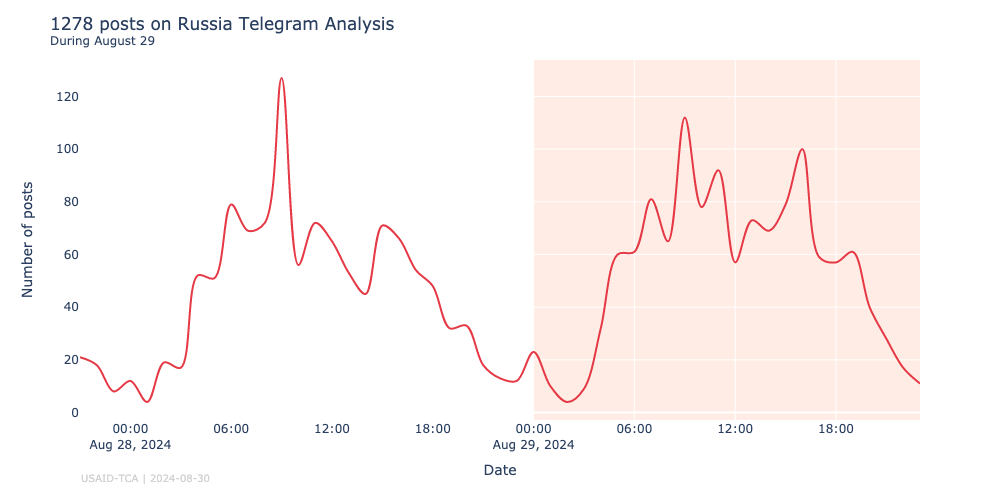 1278 posts on Russia Telegram Analysis
During August 29
Number of posts
120
100
80
60
40
20
0
00:00 06:00 12:00 18:00 00:00 06:00 12:00 18:00
Aug 28, 2024 Aug 29, 2024
Date
USAID-TCA | 2024-08-30